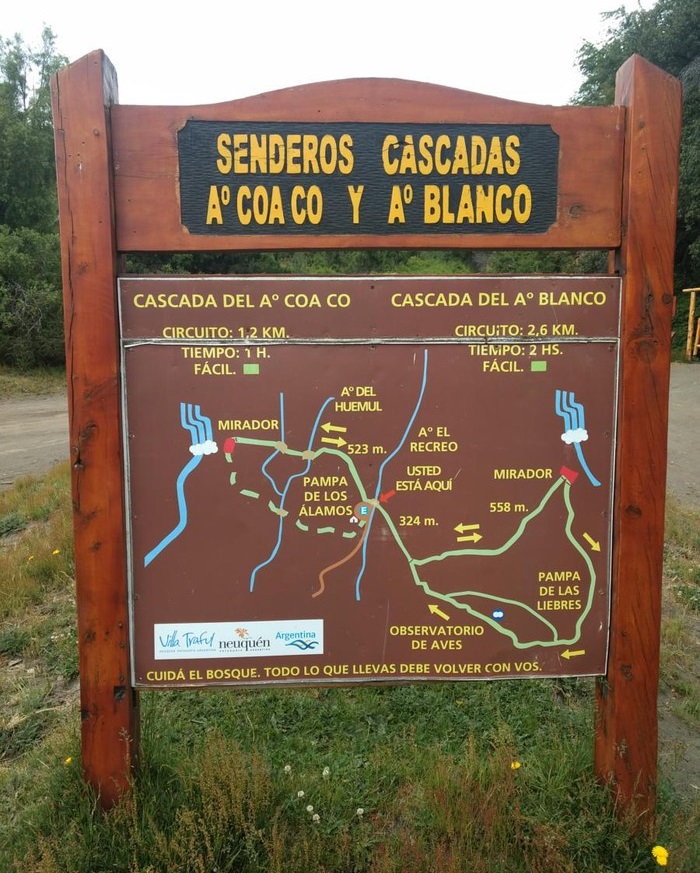 SENDEROS CASCADAS
Aº COA CO Y Aº BLANCO
CASCADA DEL Aº COA CO
CIRCUITO: 1,2 KM.
TIEMPO: 1 H.
FÁCIL.
CASCADA DEL Aº BLANCO
CIRCUITO: 2,6 KM.
TIEMPO: 2 HS.
FÁCIL.
Aº DEL
HUEMUL
MIRADOR
523 m.
Aº EL
RECREO
PAMPA
DE LOS
ÁLAMOS
E
USTED
ESTÁ AQUÍ
MIRADOR
558 m.
324 m.
PAMPA
DE LAS
LIEBRES
OBSERVATORIO
DE AVES
Villa Traful
neuquén
Argentina
CUIDÁ EL BOSQUE. TODO LO QUE LLEVAS DEBE VOLVER CON VOS.